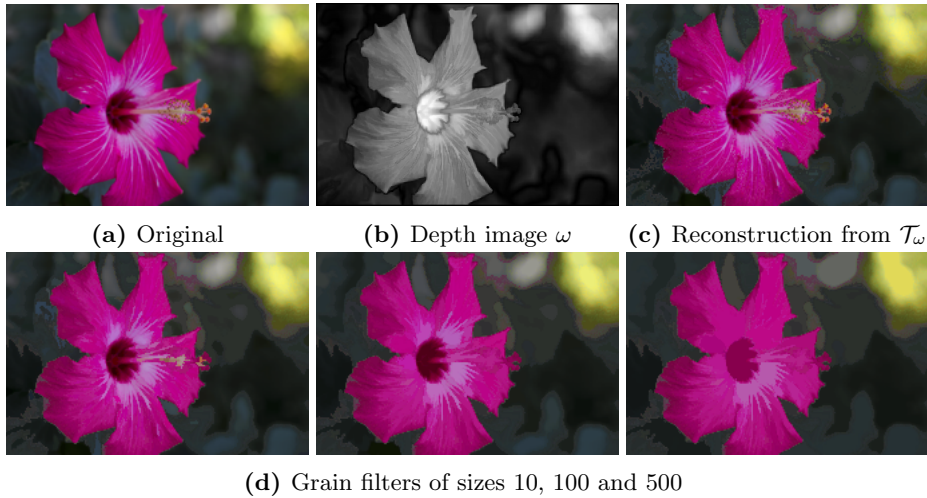 (a) Original
(b) Depth image ω
(c) Reconstruction from 𝒯ω
(d) Grain filters of sizes 10, 100 and 500